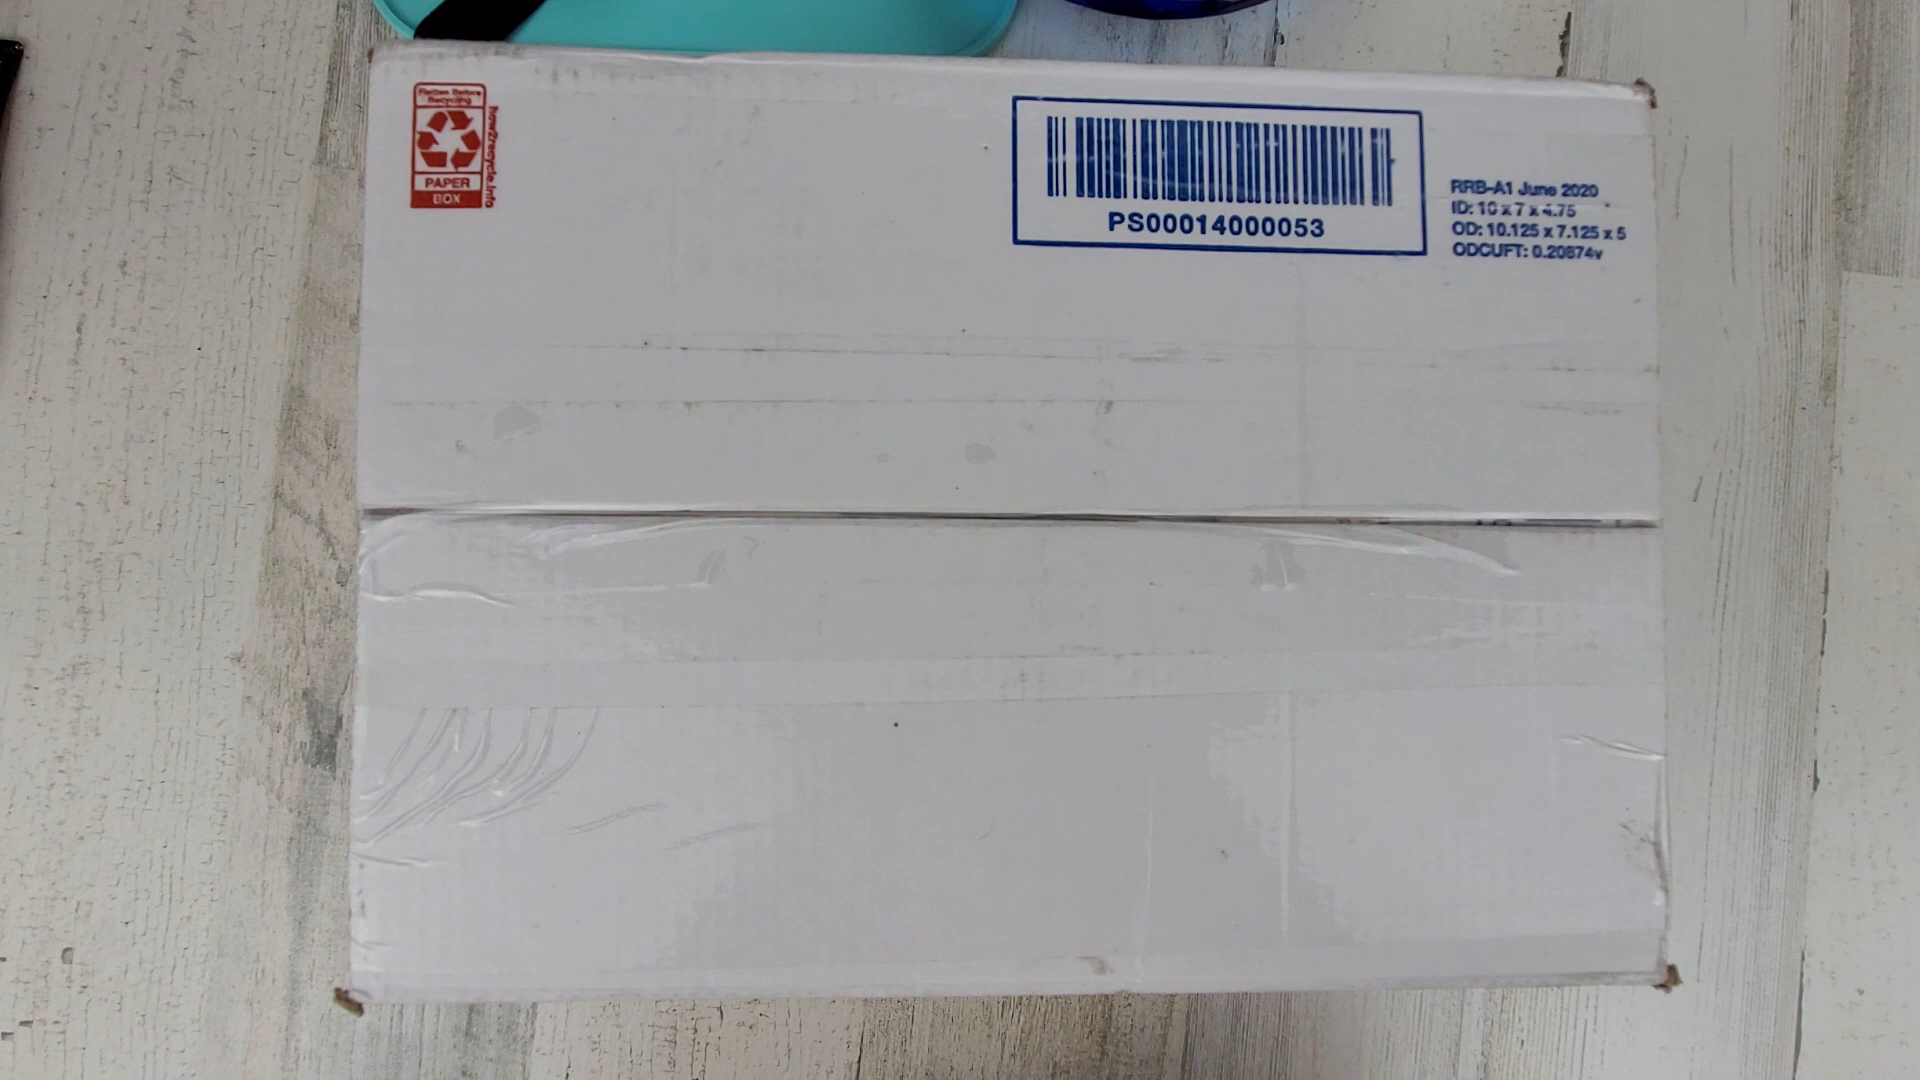 Flatten Before
Recycling
how2recycle.info
PAPER
BOX
PS00014000053
RRB-A1 June 2020
ID: 10 x 7 x 4.75
OD: 10.125 x 7.125 x 5
ODCUFT: 0.20874v